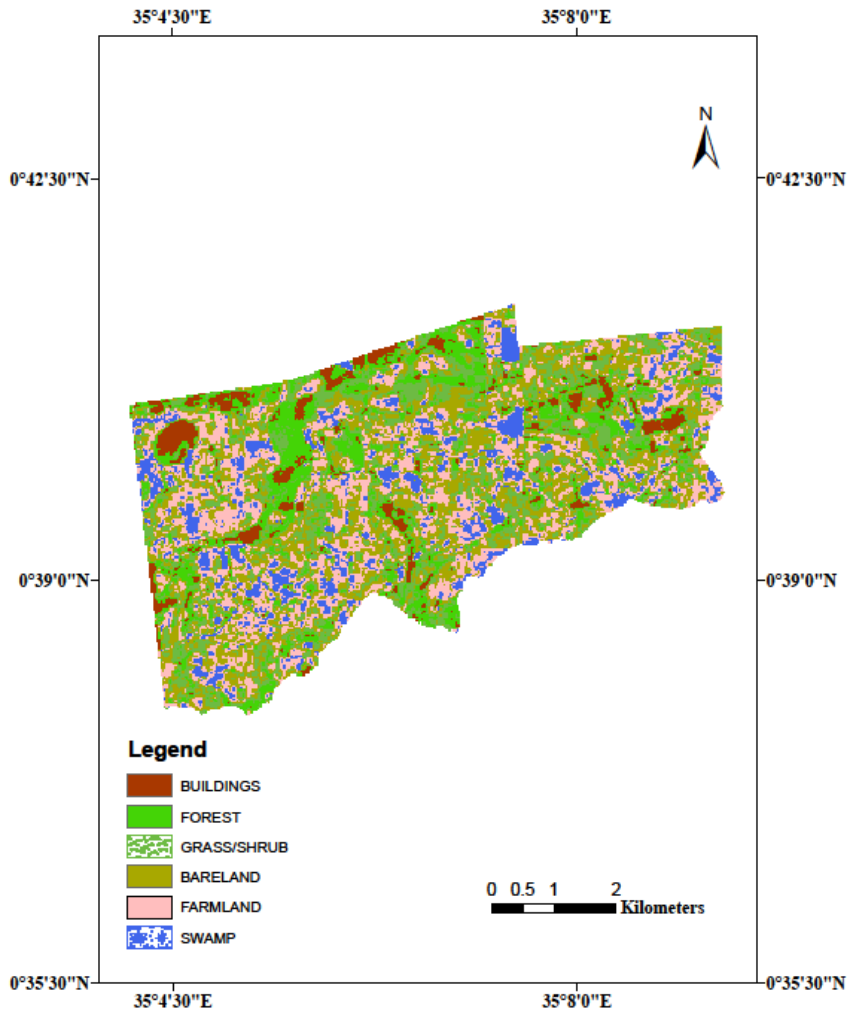 35°4'30"E 35°8'0"E
N
0°42'30"N 0°42'30"N
0°39'0"N 0°39'0"N
Legend
BUILDINGS
FOREST
GRASS/SHRUB
BARELAND
FARMLAND
SWAMP
0 0.5 1 2
Kilometers
0°35'30"N 0°35'30"N
35°4'30"E 35°8'0"E